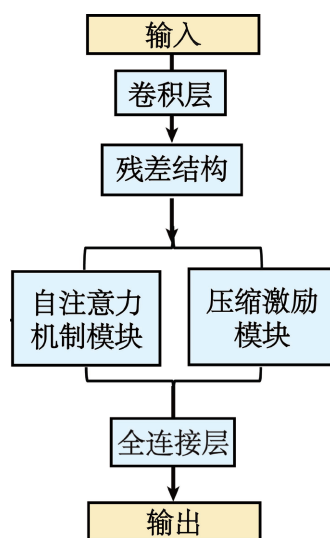 输入
卷积层
残差结构
自注意力
机制模块
压缩激励
模块
全连接层
输出